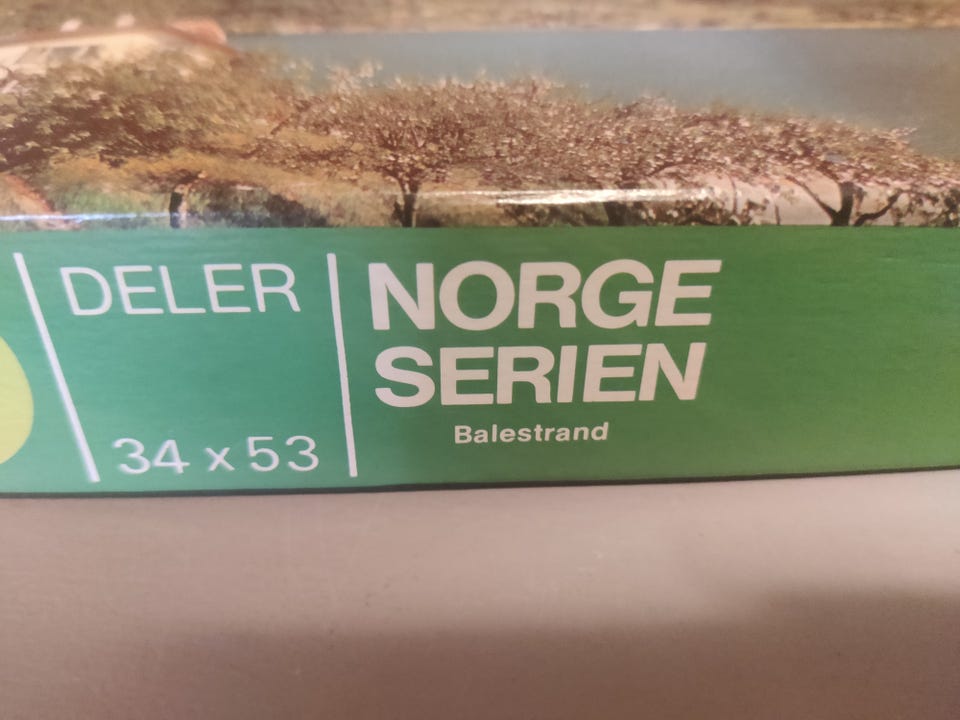 DELER
34 x 53
NORGE
SERIEN
Balestrand